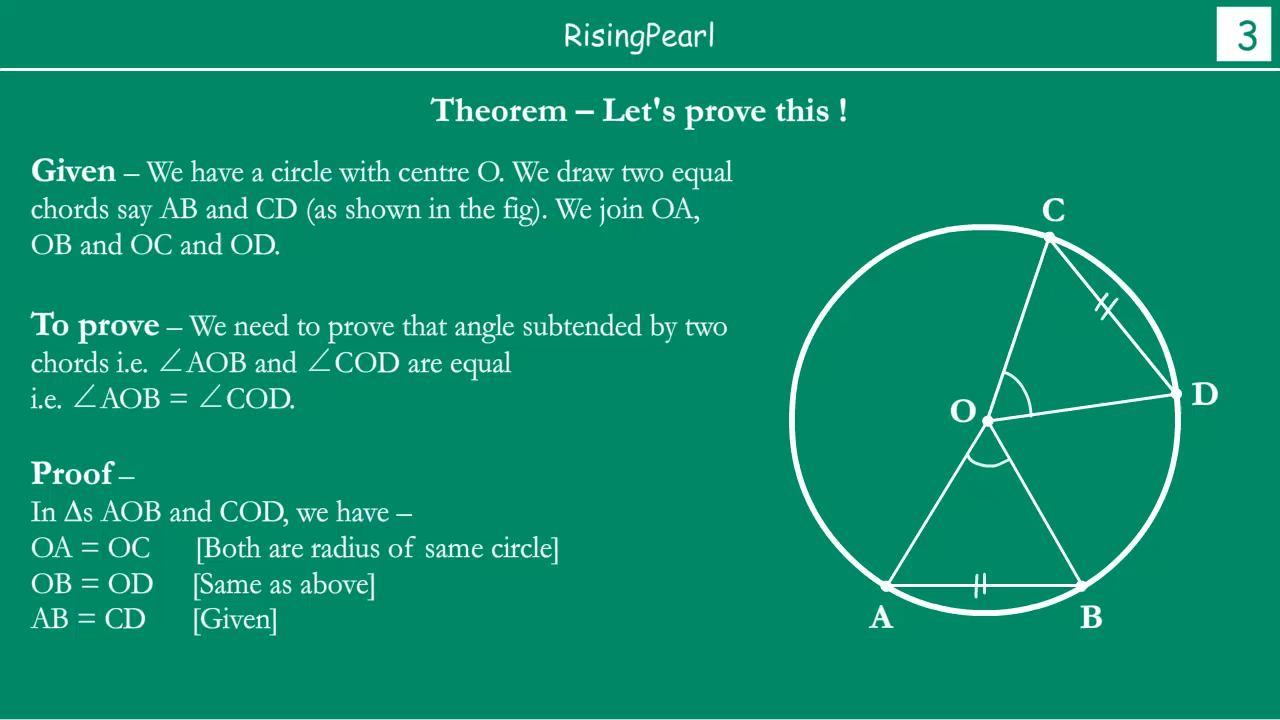 RisingPearl
3
Theorem – Let's prove this !
Given – We have a circle with centre O. We draw two equal
chords say AB and CD (as shown in the fig). We join OA,
OB and OC and OD.
To prove – We need to prove that angle subtended by two
chords i.e. ∠AOB and ∠COD are equal
i.e. ∠AOB = ∠COD.
Proof –
In Δs AOB and COD, we have –
OA = OC [Both are radius of same circle]
OB = OD [Same as above]
AB = CD [Given]
C
D
O
A
B